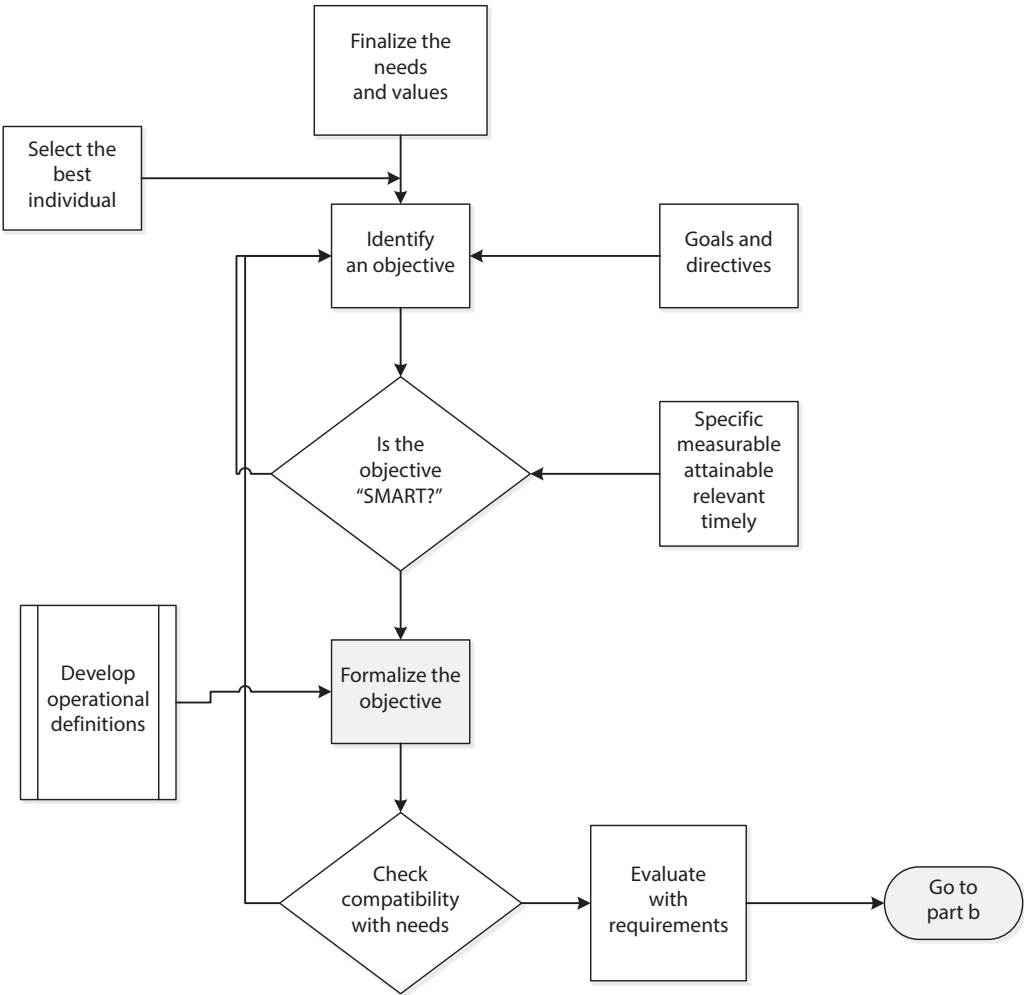 Finalize the
needs
and values
Select the
best
individual
Identify
an objective
Goals and
directives
Is the
objective
“SMART?”
Specific
measurable
attainable
relevant
timely
Develop
operational
definitions
Formalize the
objective
Check
compatibility
with needs
Evaluate
with
requirements
Go to
part b